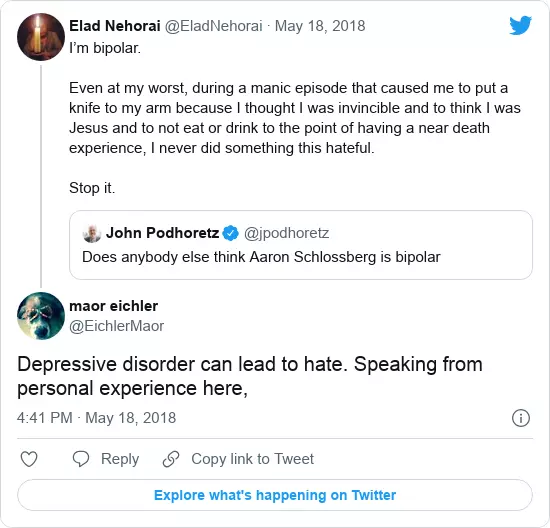 Elad Nehorai @EladNehorai · May 18, 2018
I'm bipolar.
Even at my worst, during a manic episode that caused me to put a
knife to my arm because I thought I was invincible and to think I was
Jesus and to not eat or drink to the point of having a near death
experience, I never did something this hateful.
Stop it.
John Podhoretz @jpodhoretz
Does anybody else think Aaron Schlossberg is bipolar
maor eichler
@EichlerMaor
Depressive disorder can lead to hate. Speaking from
personal experience here,
4:41 PM · May 18, 2018
Reply Copy link to Tweet
Explore what's happening on Twitter